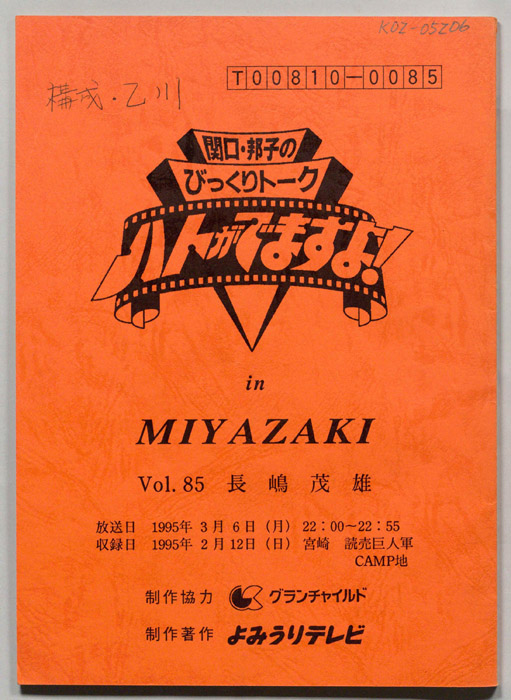 K02-05206
T00810-0085
構成・乙川
関口・邦子の
びっくりトーク
ハトがでますよ!
in
MIYAZAKI
Vol. 85 長嶋茂雄
放送日 1995年 3月 6日(月) 22:00~22:55
収録日 1995年 2月12日(日) 宮崎 読売巨人軍
CAMP地
制作協力 グランチャイルド
制作著作 よみうりテレビ